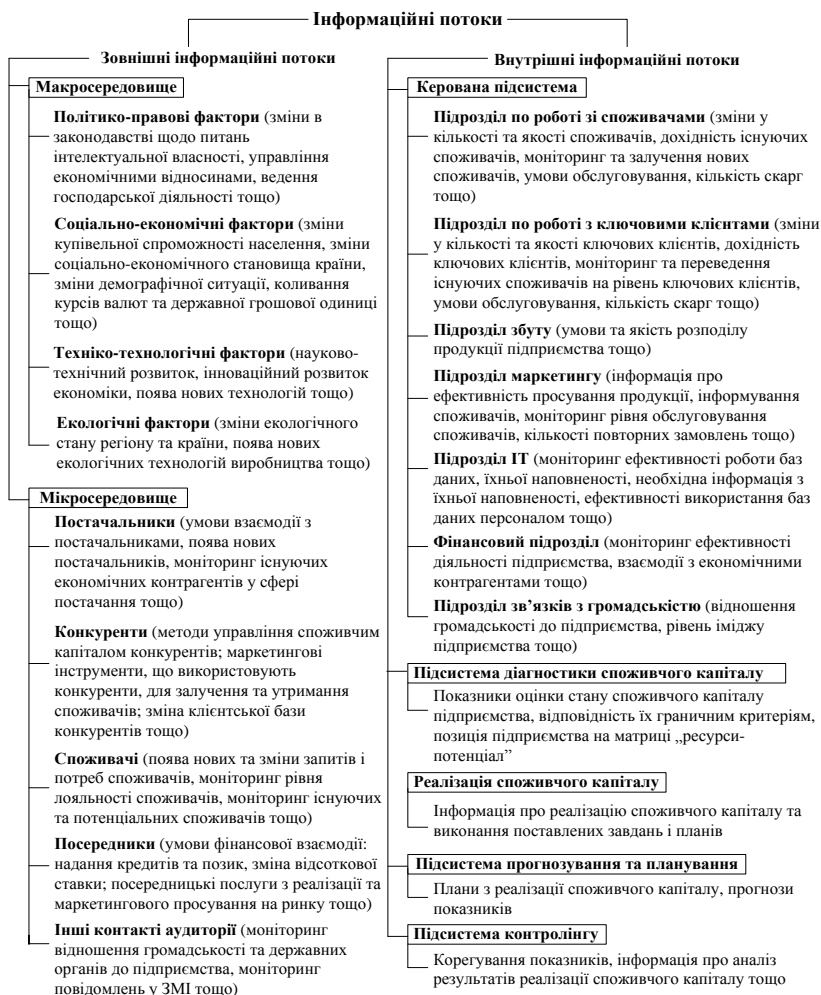 Інформаційні потоки
Зовнішні інформаційні потоки
Макросередовище
Політико-правові фактори (зміни в
законодавстві щодо питань
інтелектуальної власності, управління
економічними відносинами, ведення
господарської діяльності тощо)
Соціально-економічні фактори (зміни
купівельної спроможності населення, зміни
соціально-економічного становища країни,
зміни демографічної ситуації, коливання
курсів валют та державної грошової одиниці
тощо)
Техніко-технологічні фактори (науково-
технічний розвиток, інноваційний розвиток
економіки, поява нових технологій тощо)
Екологічні фактори (зміни екологічного
стану регіону та країни, поява нових
екологічних технологій виробництва тощо)
Мікросередовище
Постачальники (умови взаємодії з
постачальниками, поява нових
постачальників, моніторинг існуючих
економічних контрагентів у сфері
постачання тощо)
Конкуренти (методи управління споживчим
капіталом конкурентів; маркетингові
інструменти, що використовують
конкуренти, для залучення та утримання
споживачів; зміна клієнтської бази
конкурентів тощо)
Споживачі (поява нових та зміни запитів і
потреб споживачів, моніторинг рівня
лояльності споживачів, моніторинг існуючих
та потенціальних споживачів тощо)
Посередники (умови фінансової взаємодії:
надання кредитів та позик, зміна відсоткової
ставки; посередницькі послуги з реалізації та
маркетингового просування на ринку тощо)
Інші контакті аудиторії (моніторинг
відношення громадськості та державних
органів до підприємства, моніторинг
повідомлень у ЗМІ тощо)
Внутрішні інформаційні потоки
Керована підсистема
Підрозділ по роботі зі споживачами (зміни у
кількості та якості споживачів, дохідність існуючих
споживачів, моніторинг та залучення нових
споживачів, умови обслуговування, кількість скарг
тощо)
Підрозділ по роботі з ключовими клієнтами (зміни
у кількості та якості ключових клієнтів, дохідність
ключових клієнтів, моніторинг та переведення
існуючих споживачів на рівень ключових клієнтів,
умови обслуговування, кількість скарг тощо)
Підрозділ збуту (умови та якість розподілу
продукції підприємства тощо)
Підрозділ маркетингу (інформація про
ефективність просування продукції, інформування
споживачів, моніторинг рівня обслуговування
споживачів, кількості повторних замовлень тощо)
Підрозділ ІТ (моніторинг ефективності роботи баз
даних, їхньої наповненості, необхідна інформація з
їхньої наповненості, ефективності використання баз
даних персоналом тощо)
Фінансовий підрозділ (моніторинг ефективності
діяльності підприємства, взаємодії з економічними
контрагентами тощо)
Підрозділ зв’язків з громадськістю (відношення
громадськості до підприємства, рівень іміджу
підприємства тощо)
Підсистема діагностики споживчого капіталу
Показники оцінки стану споживчого капіталу
підприємства, відповідність їх граничним критеріям,
позиція підприємства на матриці „ресурси-
потенціал”
Реалізація споживчого капіталу
Інформація про реалізацію споживчого капіталу та
виконання поставлених завдань і планів
Підсистема прогнозування та планування
Плани з реалізації споживчого капіталу, прогнози
показників
Підсистема контролінгу
Корегування показників, інформація про аналіз
результатів реалізації споживчого капіталу тощо